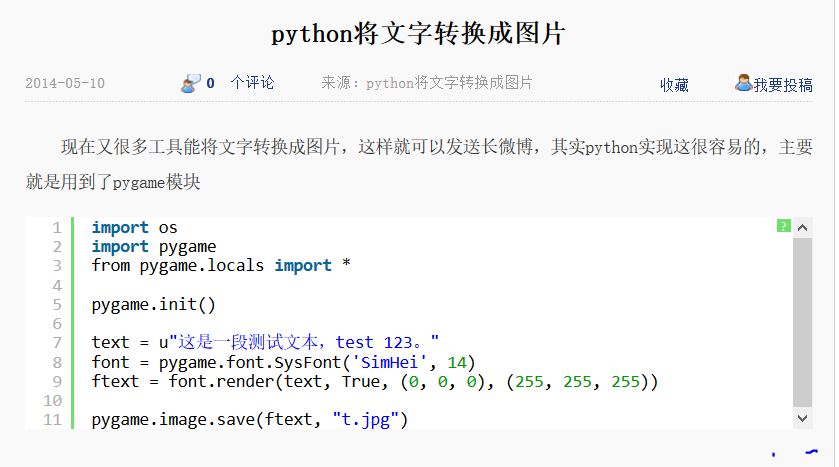 python将文字转换成图片
2014-05-10 0 个评论 来源：python将文字转换成图片 收藏 我要投稿
现在又很多工具能将文字转换成图片，这样就可以发送长微博，其实python实现这很容易的，主要
就是用到了pygame模块
?
1 import os
2 import pygame
3 from pygame.locals import *
4
5 pygame.init()
6
7 text = u"这是一段测试文本，test 123。"
8 font = pygame.font.SysFont('SimHei', 14)
9 ftext = font.render(text, True, (0, 0, 0), (255, 255, 255))
10
11 pygame.image.save(ftext, "t.jpg")